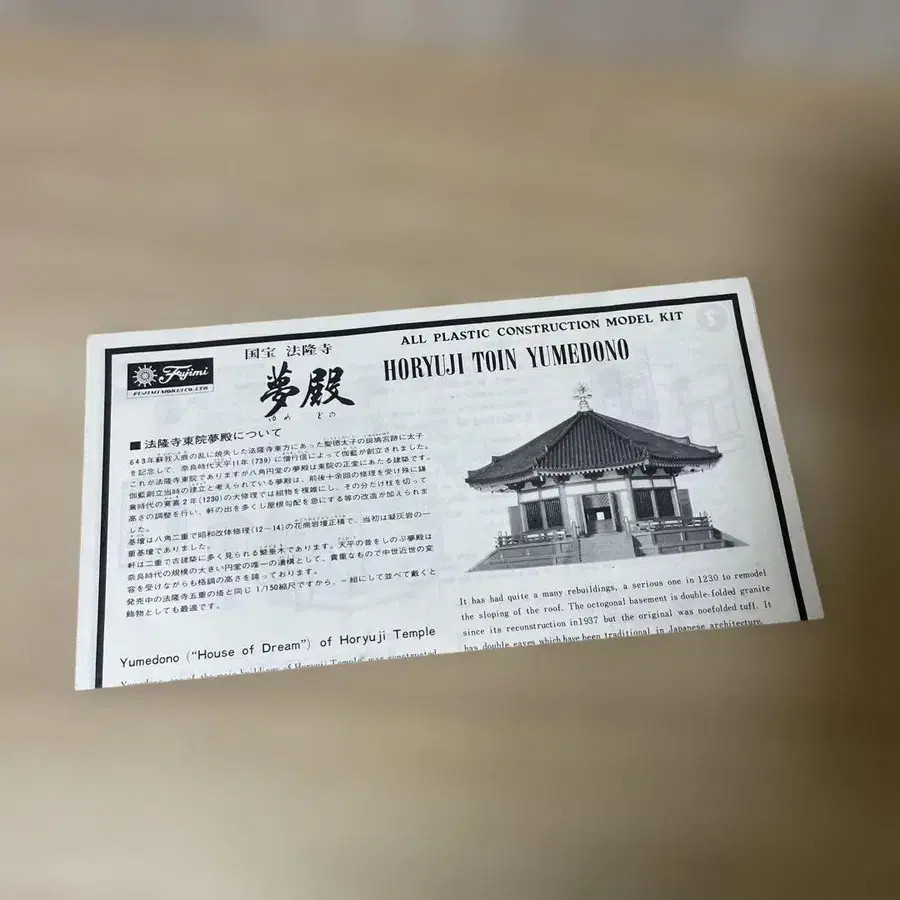 Fujimi
FUJIMI MOKEI CO. LTD
国宝 法隆寺
夢殿
ゆめどの
■法隆寺東院夢殿について
643年蘇我入鹿の乱に焼失した法隆寺東方にあった聖徳太子の斑鳩宮跡に太子
を記念して、奈良時代天平11年(739)に僧行信によって伽藍が創立されました。
これが法隆寺東院でありますが八角円堂の夢殿は東院の正堂にあたる建築です。
伽藍創立当時の建立と考えられている夢殿は、前後十余回の修理を受け殊に鎌
倉時代の寛喜2年(1230)の大修理では組物を複雑にし、その分だけ柱を切って
高さの調整を行い、軒の出を多くし屋根勾配を急にする等の改造が加えられま
した。
基壇は八角二重で昭和改体修理(12−14)の花崗岩壇正積で、当初は凝灰岩の一
重基壇でありました。
軒は二重で古建築に多く見られる繁垂木であります。天平の昔をしのぶ夢殿は
奈良時代の規模の大きい円堂の唯一の遺構として、貴重なもので中世近世の変
容を受けながらも格調の高さを誇っております。
発売中の法隆寺五重の塔と同じ1/150縮尺ですから、一組にして並べて戴くと
飾物としても最適です。
Yumedono (“House of Dream”) of Horyuji Temple
Yumedono, one of the main buildings of Horyuji Temple, was constructed
ALL PLASTIC CONSTRUCTION MODEL KIT
HORYUJI TOIN YUMEDONO
It has had quite a many rebuildings, a serious one in 1230 to remodel
the sloping of the roof. The octogonal basement is double-folded granite
since its reconstruction in1937 but the original was noefolded tuff. It
has double eaves which have been traditional in Japanese architecture.